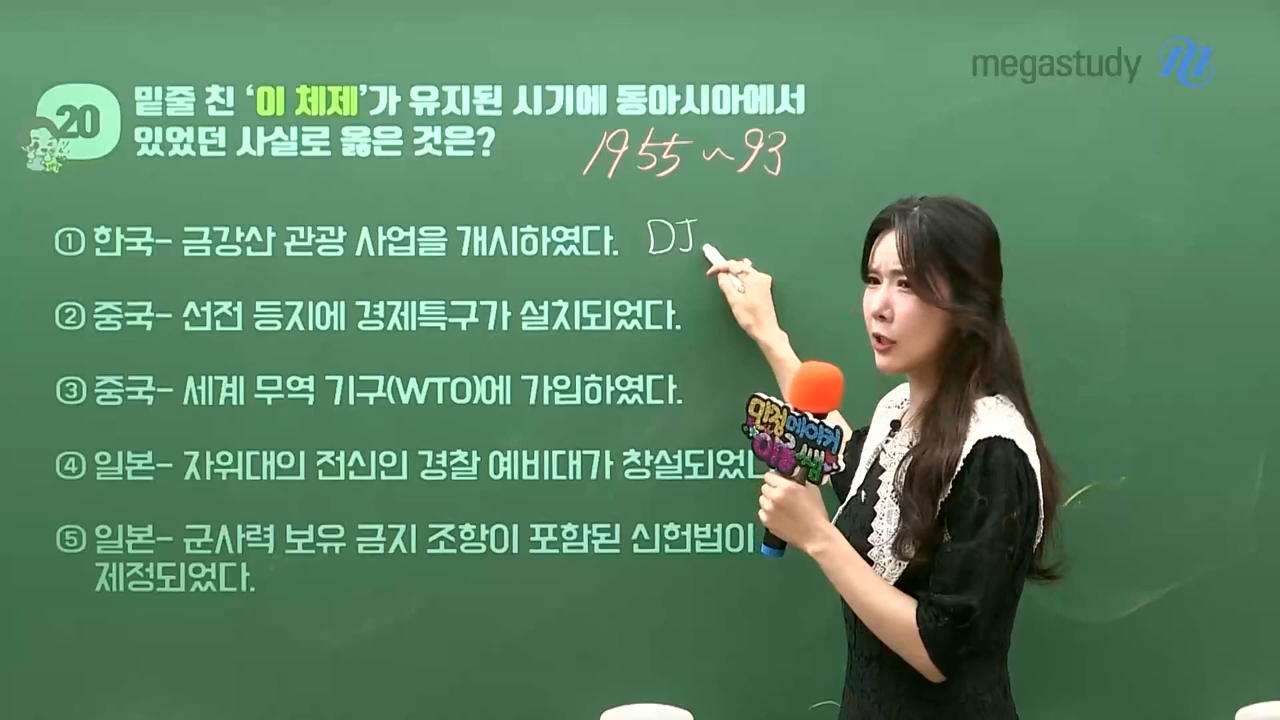 megastudy
20 밑줄 친 ‘이 체제’가 유지된 시기에 동아시아에서
있었던 사실로 옳은 것은?
1955~93
① 한국- 금강산 관광 사업을 개시하였다. DJ
② 중국- 선전 등지에 경제특구가 설치되었다.
③ 중국- 세계 무역 기구(WTO)에 가입하였다.
④ 일본- 자위대의 전신인 경찰 예비대가 창설되었
⑤ 일본- 군사력 보유 금지 조항이 포함된 신헌법이
제정되었다.
만점메이커
쌤